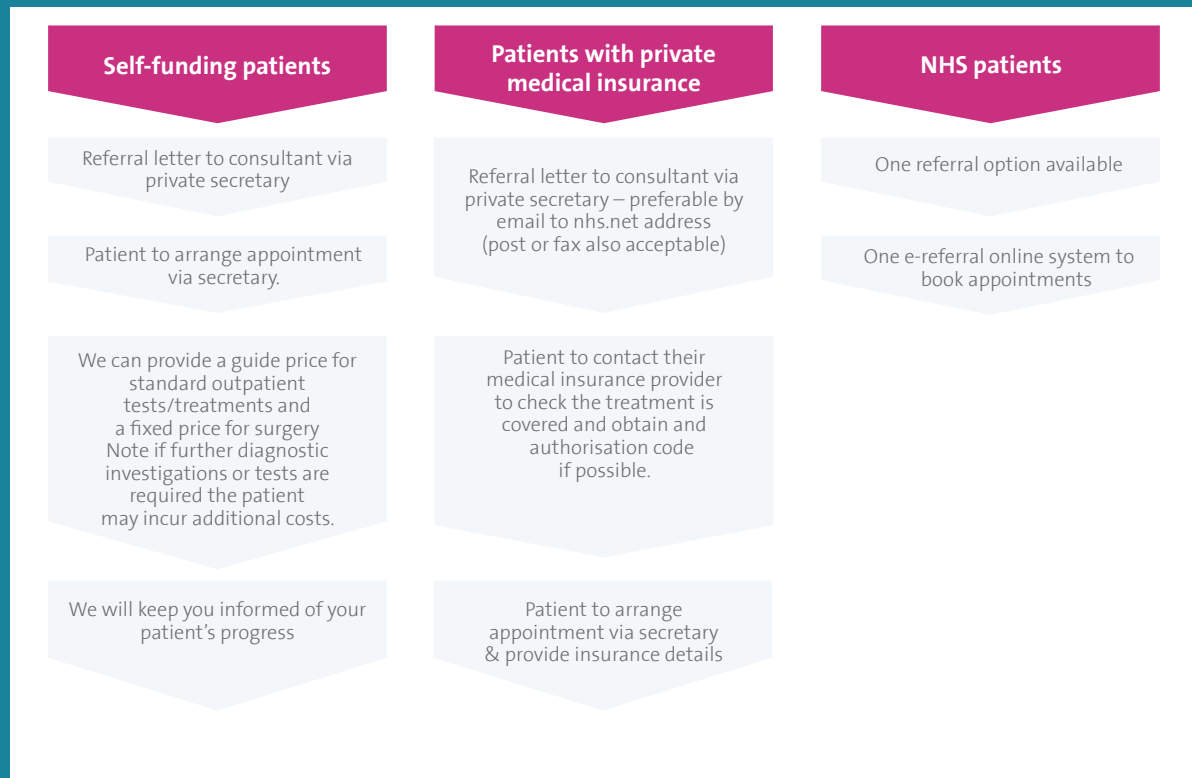 Self-funding patients
Referral letter to consultant via
private secretary
Patient to arrange appointment
via secretary.
We can provide a guide price for
standard outpatient
tests/treatments and
a fixed price for surgery
Note if further diagnostic
investigations or tests are
required the patient
may incur additional costs.
We will keep you informed of your
patient’s progress
Patients with private
medical insurance
Referral letter to consultant via
private secretary – preferable by
email to nhs.net address
(post or fax also acceptable)
Patient to contact their
medical insurance provider
to check the treatment is
covered and obtain and
authorisation code
if possible.
Patient to arrange
appointment via secretary
& provide insurance details
NHS patients
One referral option available
One e-referral online system to
book appointments